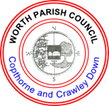 WORTH PARISH COUNCIL
Copthorne and Crawley Down